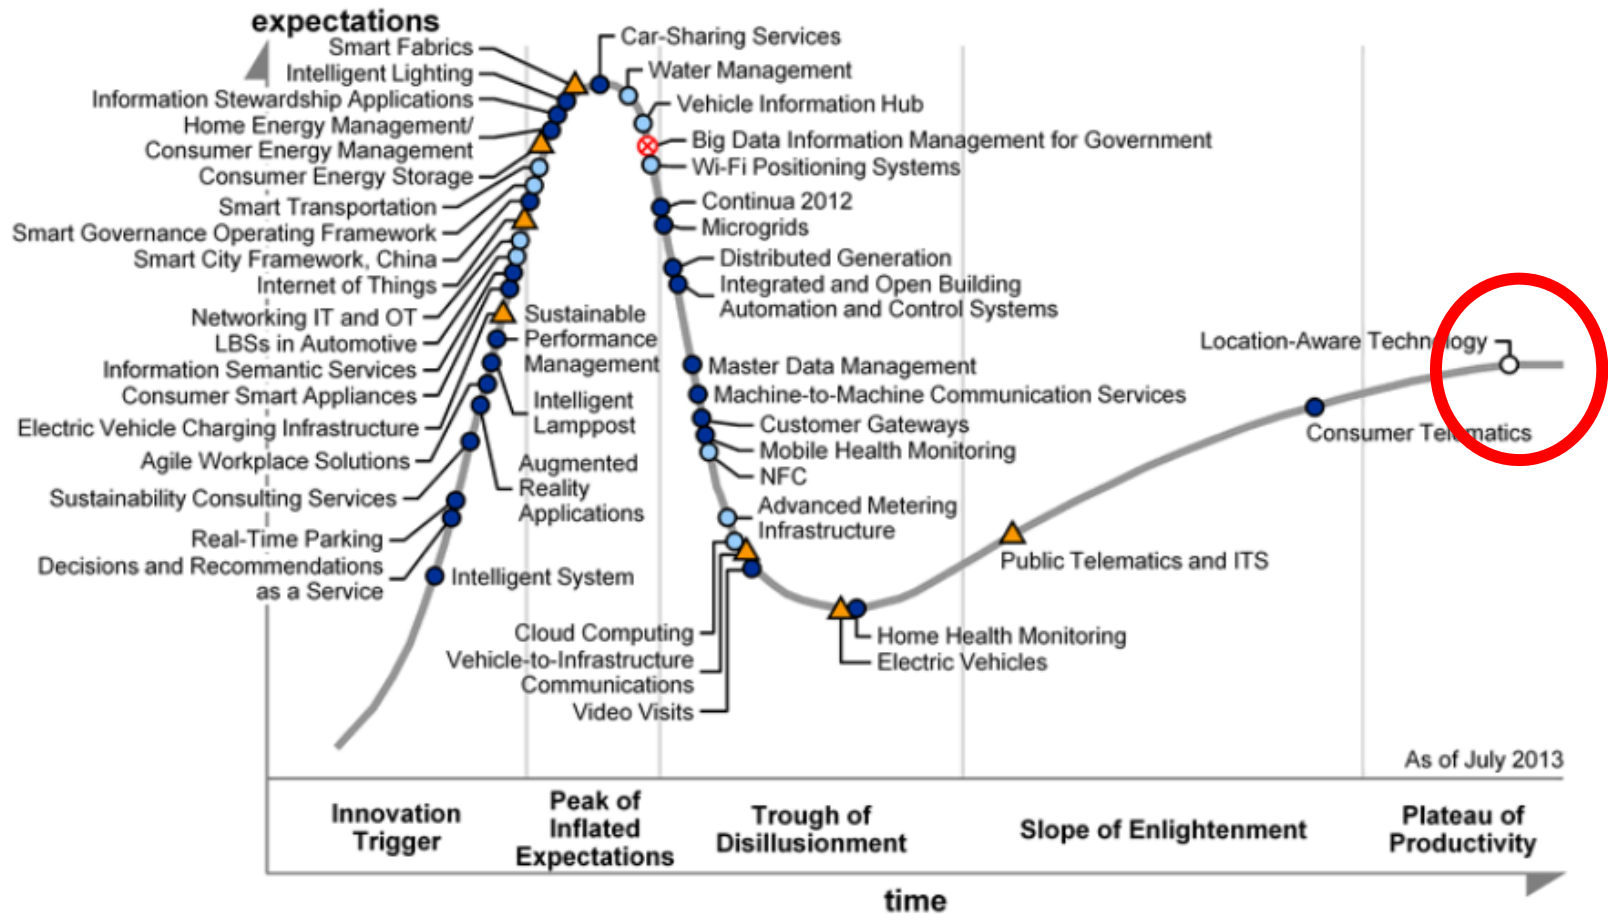 expectations
Smart Fabrics
Intelligent Lighting
Information Stewardship Applications
Home Energy Management/
Consumer Energy Management
Consumer Energy Storage
Smart Transportation
Smart Governance Operating Framework
Smart City Framework, China
Internet of Things
Networking IT and OT
LBSs in Automotive
Information Semantic Services
Consumer Smart Appliances
Electric Vehicle Charging Infrastructure
Agile Workplace Solutions
Sustainability Consulting Services
Real-Time Parking
Decisions and Recommendations
as a Service
Intelligent System
Augmented
Reality
Applications
Intelligent
Lamppost
Sustainable
Performance
Management
Car-Sharing Services
Water Management
Vehicle Information Hub
Big Data Information Management for Government
Wi-Fi Positioning Systems
Continua 2012
Microgrids
Distributed Generation
Integrated and Open Building
Automation and Control Systems
Master Data Management
Machine-to-Machine Communication Services
Customer Gateways
Mobile Health Monitoring
NFC
Advanced Metering
Infrastructure
Cloud Computing
Vehicle-to-Infrastructure
Communications
Video Visits
Home Health Monitoring
Electric Vehicles
Public Telematics and ITS
Consumer Telematics
Location-Aware Technology
As of July 2013
Innovation
Trigger
Peak of
Inflated
Expectations
Trough of
Disillusionment
Slope of Enlightenment
Plateau of
Productivity
time